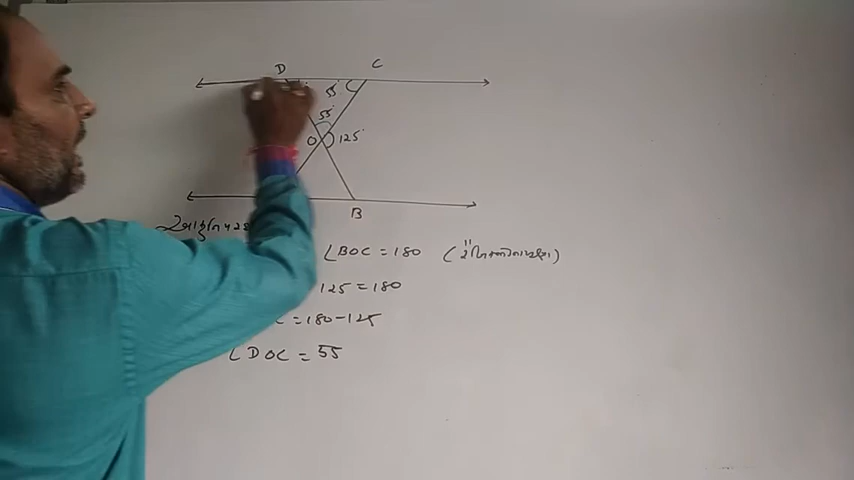 D C
55°
55°
O 125°
B
∠BOC = 180
125 = 180
C = 180-125
∠DOC = 55